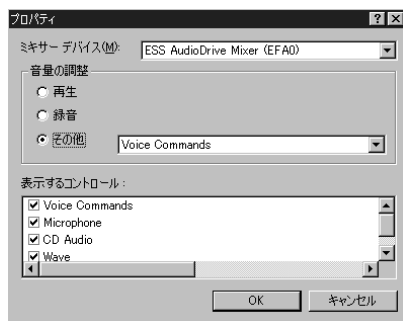 プロパティ
ミキサー デバイス(M): ESS AudioDrive Mixer (EFA0)
音量の調整
再生
録音
その他 Voice Commands
表示するコントロール :
Voice Commands
Microphone
CD Audio
Wave
OK キャンセル